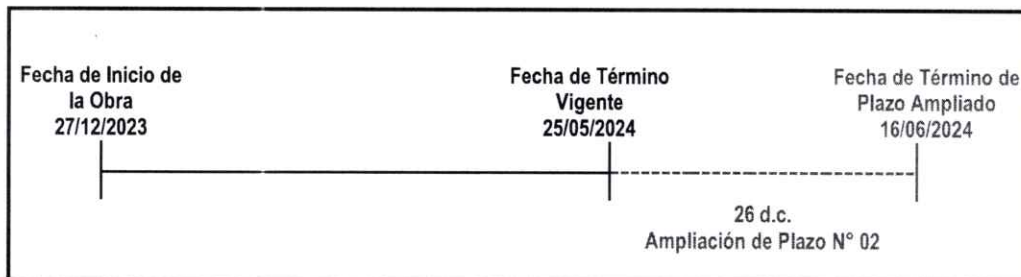 Fecha de Inicio de
la Obra
27/12/2023
Fecha de Término
Vigente
25/05/2024
Fecha de Término de
Plazo Ampliado
16/06/2024
26 d.c.
Ampliación de Plazo N° 02